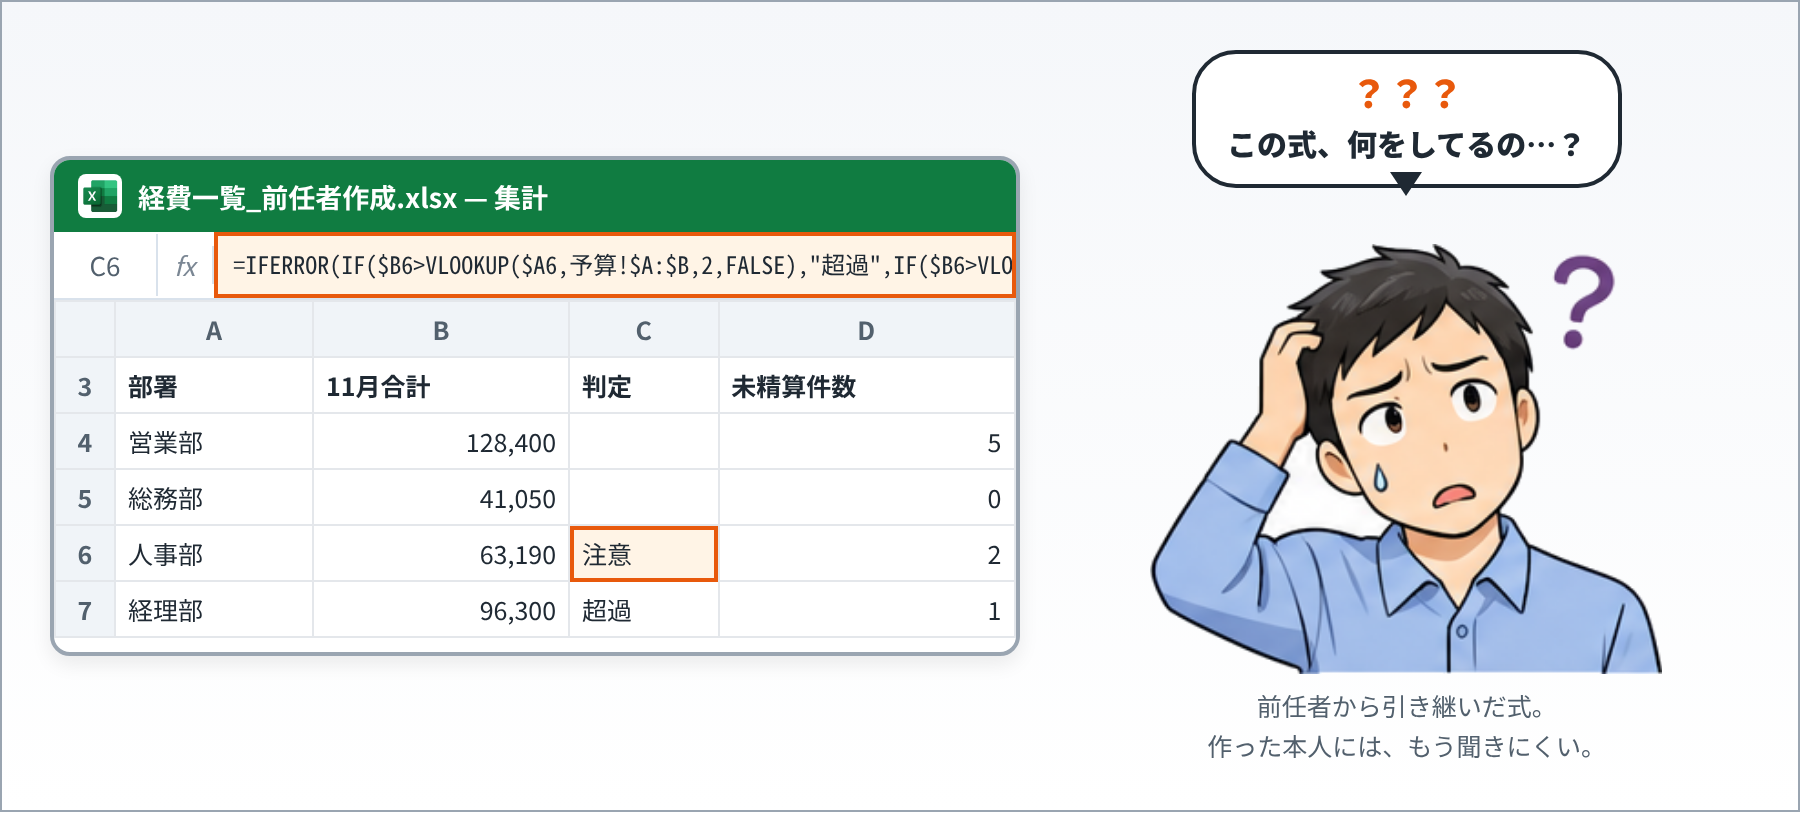 経費一覧_前任者作成.xlsx — 集計
C6 fx =IFERROR(IF($B6>VLOOKUP($A6,予算!$A:$B,2,FALSE),"超過",IF($B6>VLO
A B C D
3 部署 11月合計 判定 未精算件数
4 営業部 128,400 5
5 総務部 41,050 0
6 人事部 63,190 注意 2
7 経理部 96,300 超過 1
？？？
この式、何をしてるの…？
?
前任者から引き継いだ式。
作った本人には、もう聞きにくい。